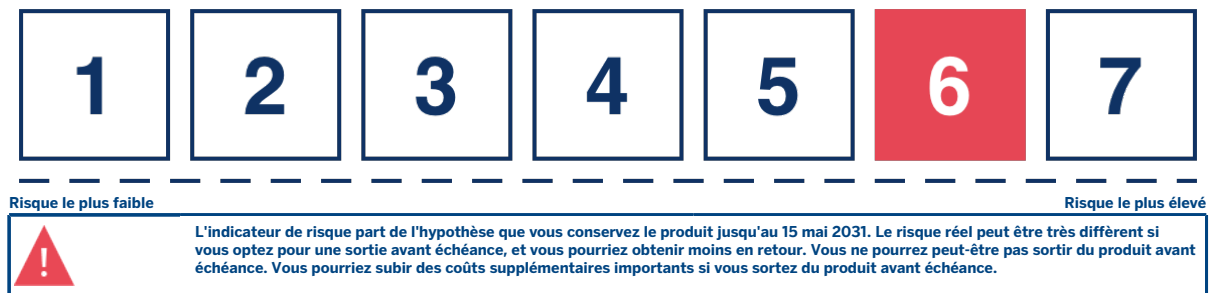 1 2 3 4 5 6 7
Risque le plus faible Risque le plus élevé
!
L'indicateur de risque part de l'hypothèse que vous conservez le produit jusqu'au 15 mai 2031. Le risque réel peut être très diffèrent si
vous optez pour une sortie avant échéance, et vous pourriez obtenir moins en retour. Vous ne pourrez peut-être pas sortir du produit avant
échéance. Vous pourriez subir des coûts supplémentaires importants si vous sortez du produit avant échéance.